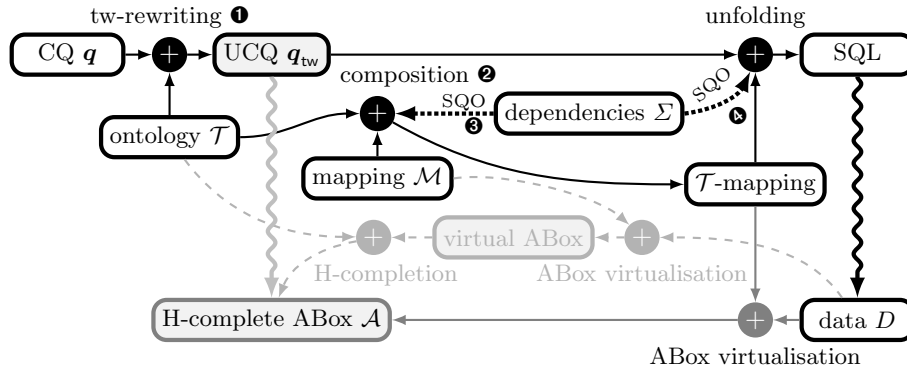 tw-rewriting ❶
unfolding
CQ q
+
UCQ q_tw
+
SQL
composition ❷
SQO
SQO
+
❸
dependencies Σ
❹
ontology T
mapping M
T-mapping
+
virtual ABox
+
H-completion
ABox virtualisation
H-complete ABox A
+
data D
ABox virtualisation